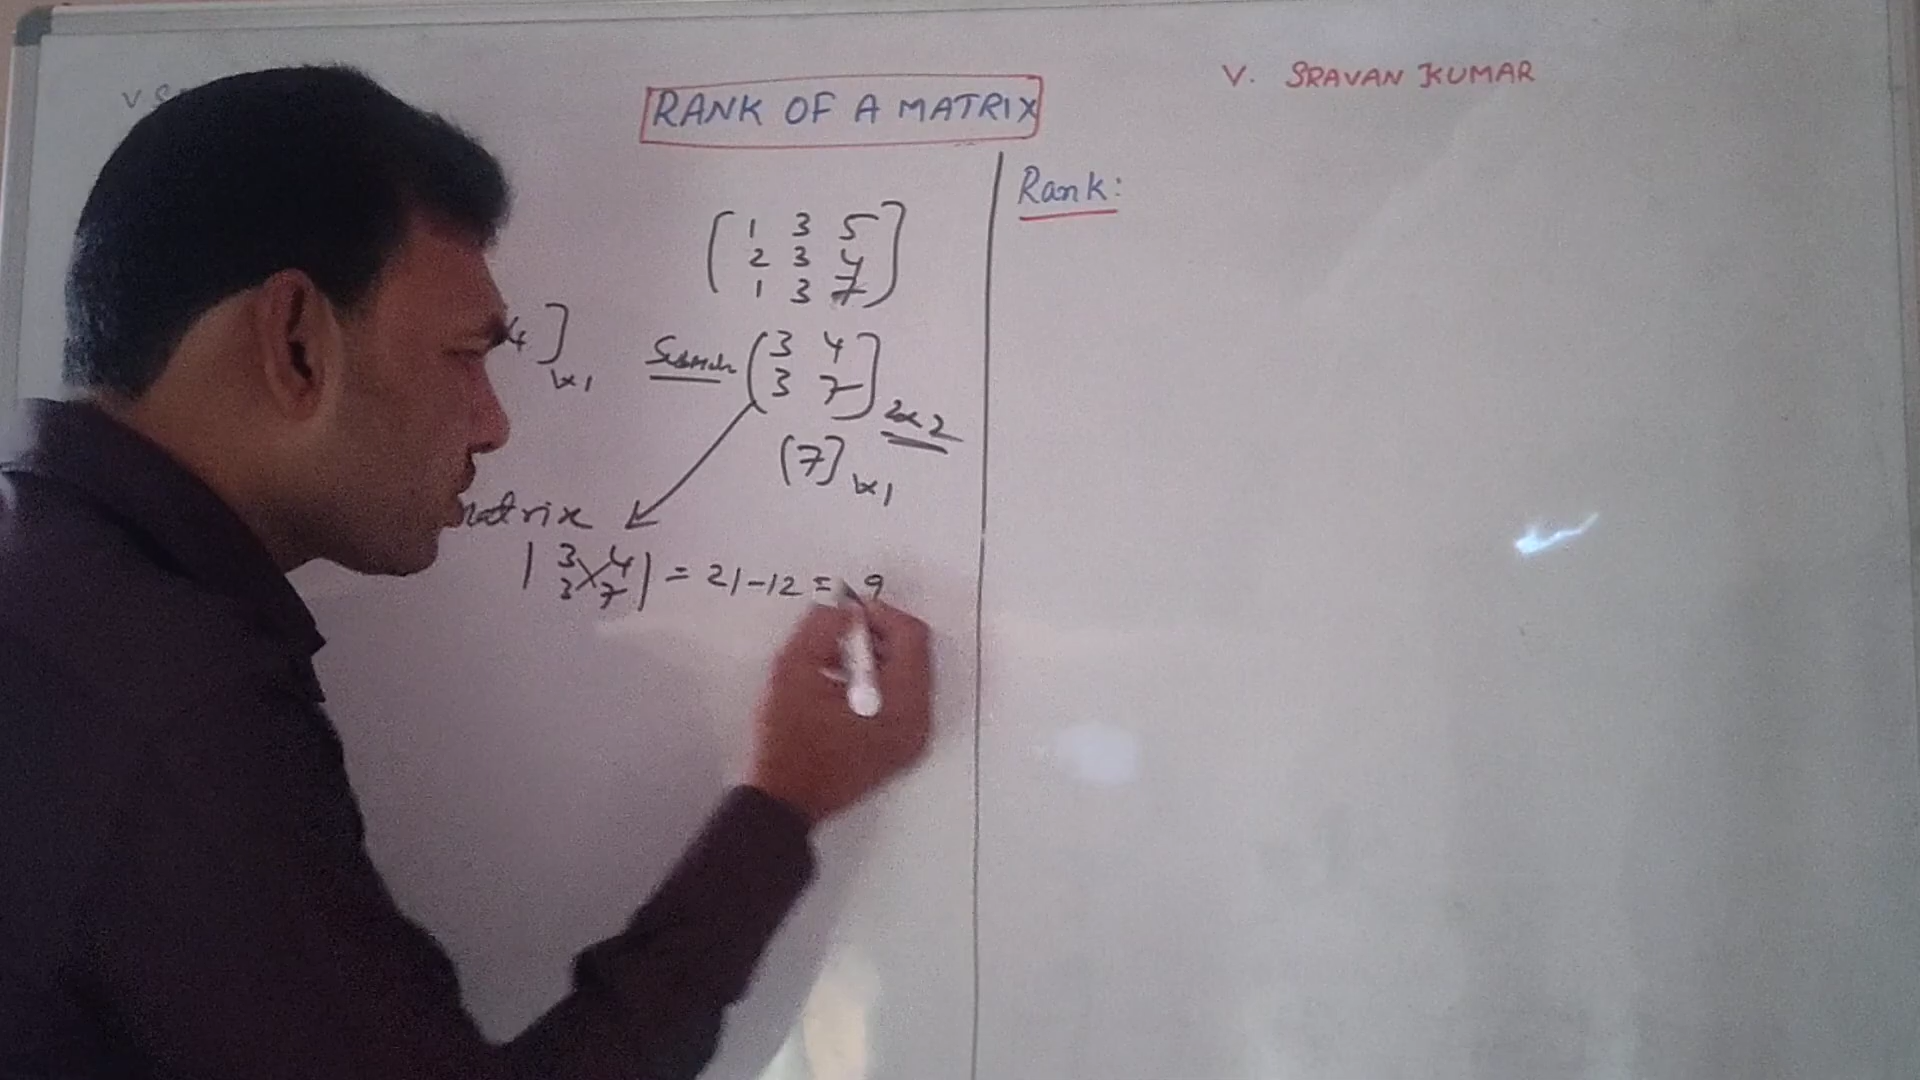 V. SRAVAN KUMAR
RANK OF A MATRIX
Rank:
1 3 5
2 3 4
1 3 7
]1x1
[3 4
3 7]2x2
[7]1x1
matrix
|3 4
3 7| = 21-12 = 9